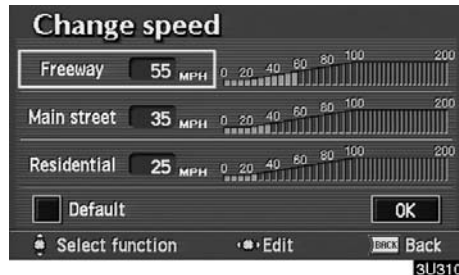 Change speed
Freeway 55 MPH 0 20 40 60 80 100 200
Main street 35 MPH 0 20 40 60 80 100 200
Residential 25 MPH 0 20 40 60 80 100 200
Default OK
Select function Edit BACK Back
3U310